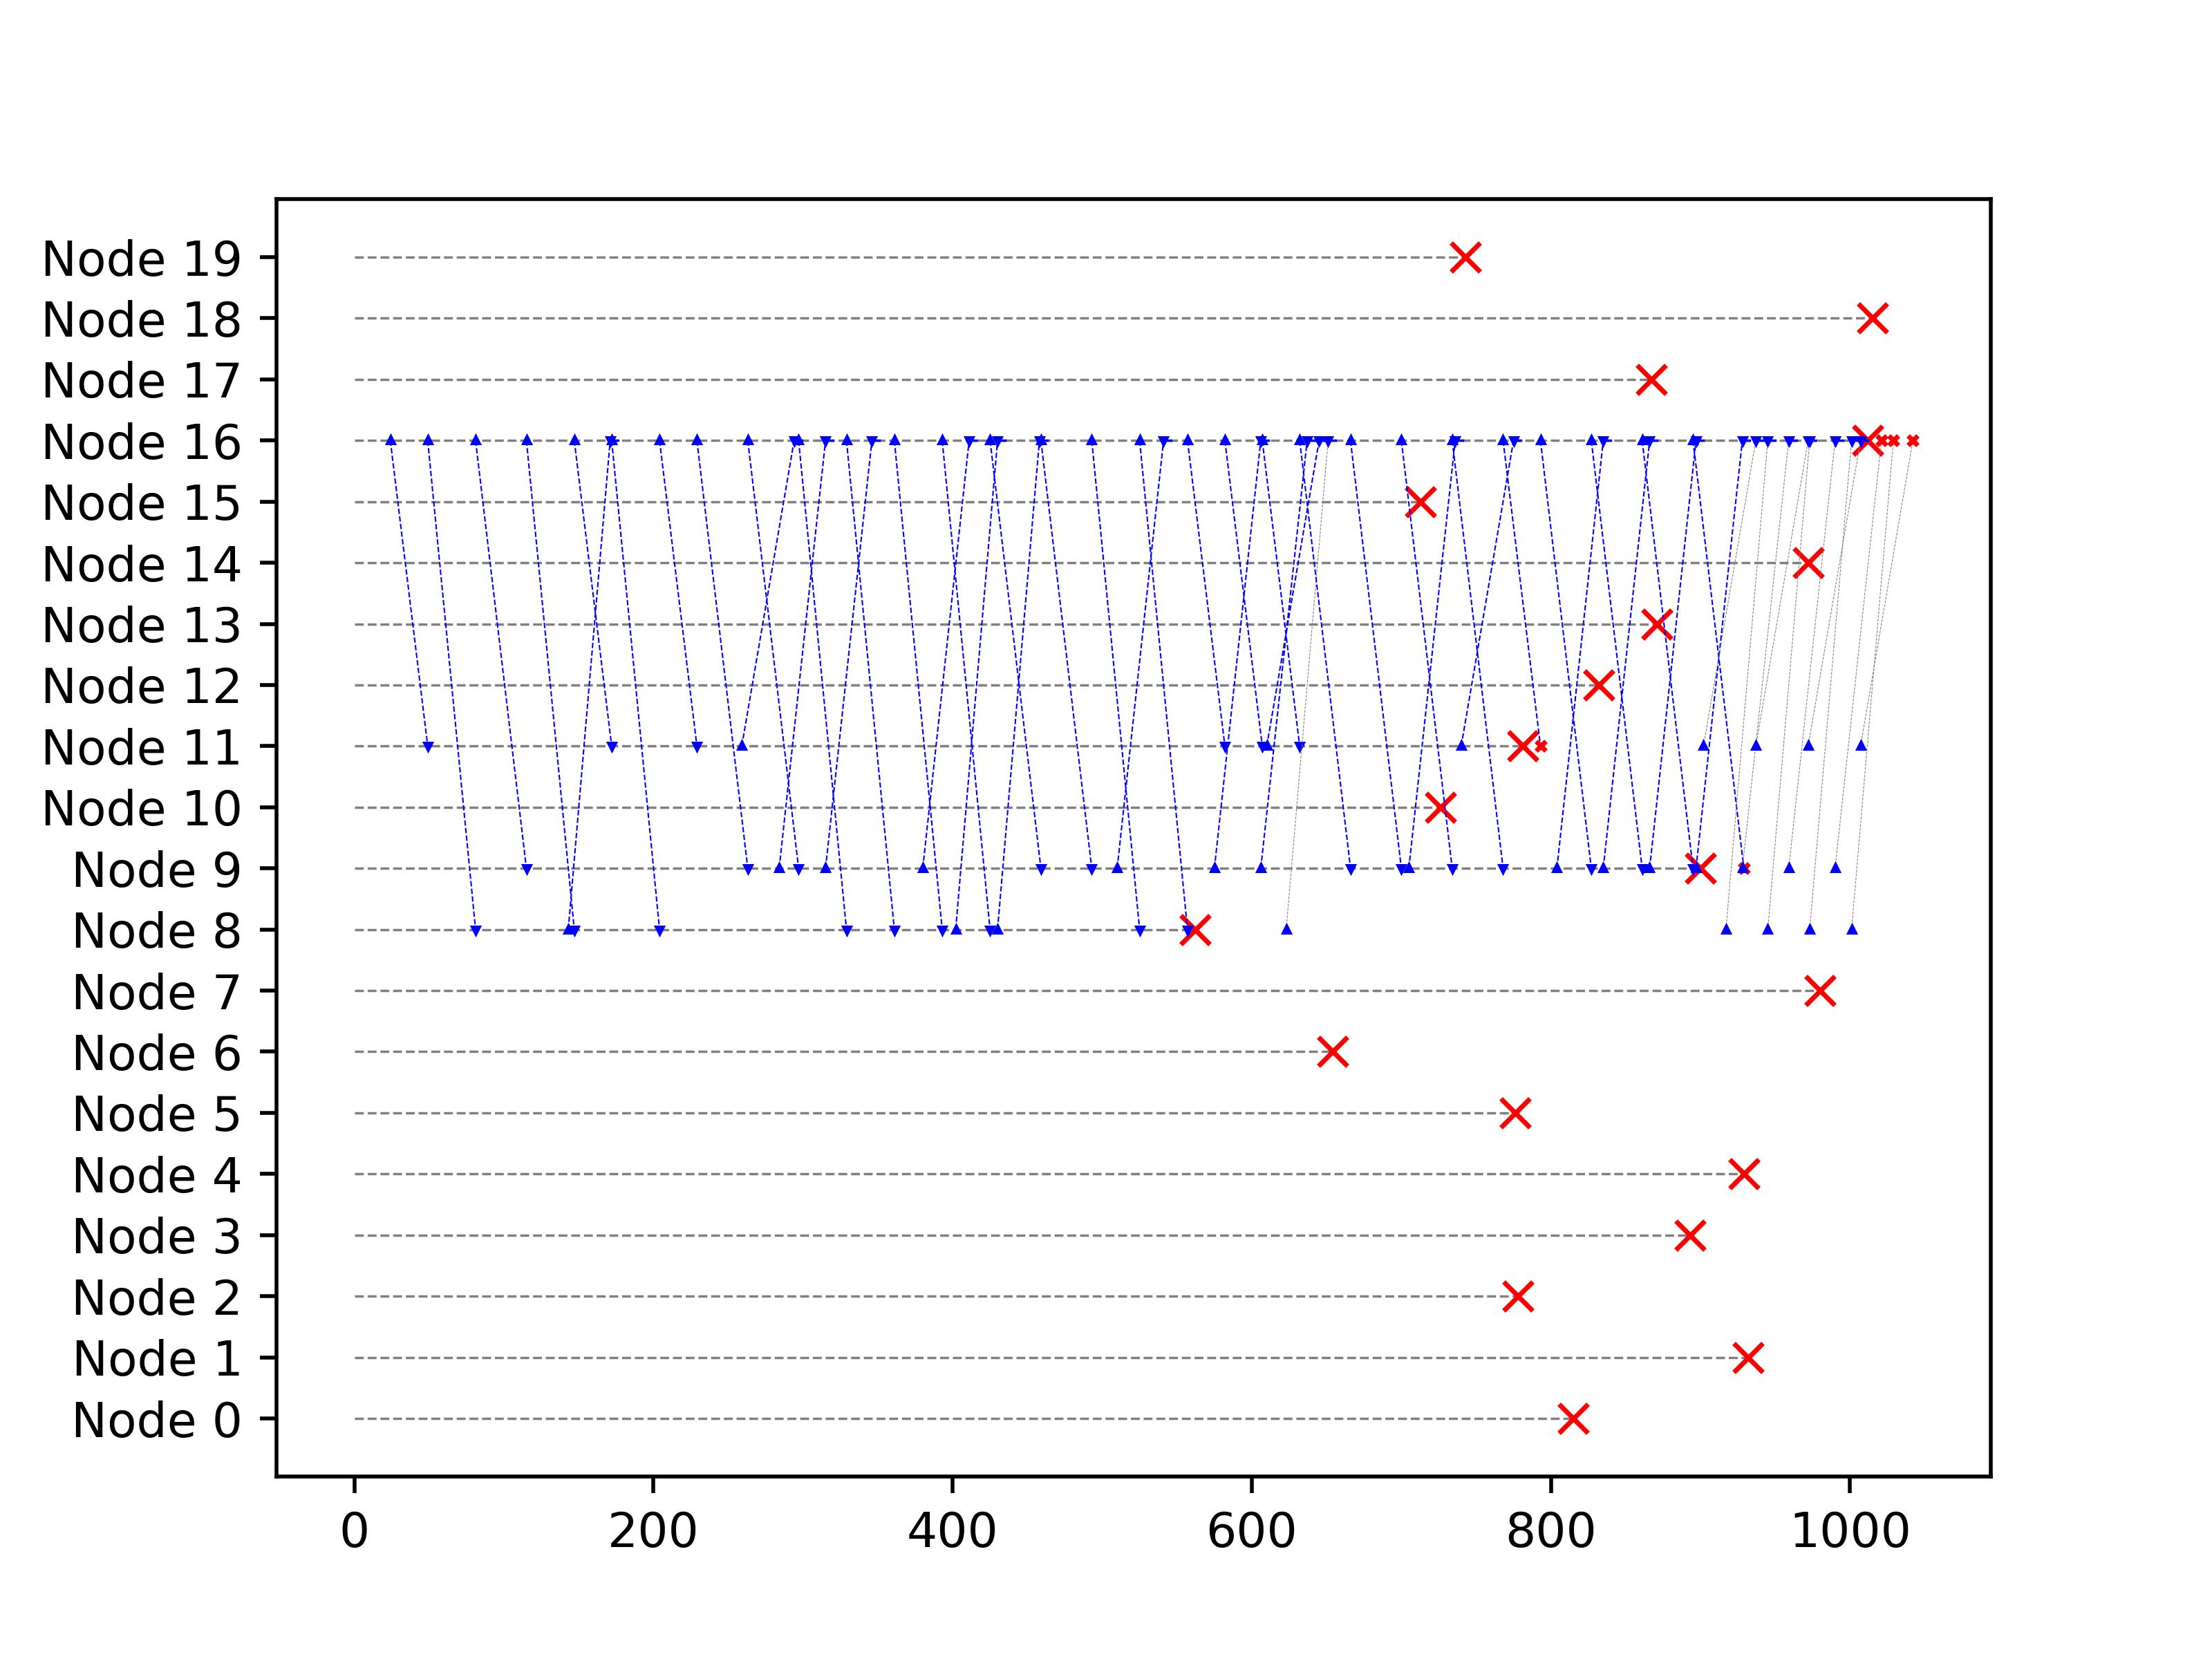 Node 19
Node 18
Node 17
Node 16
Node 15
Node 14
Node 13
Node 12
Node 11
Node 10
Node 9
Node 8
Node 7
Node 6
Node 5
Node 4
Node 3
Node 2
Node 1
Node 0
0 200 400 600 800 1000